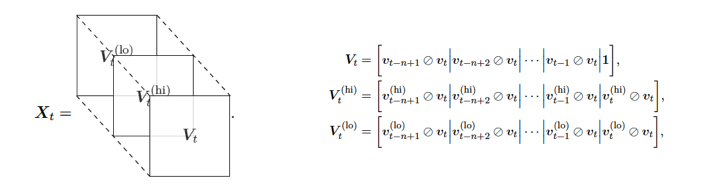 V_t^{(lo)}
V_t^{(hi)}
X_t =
V_t
.
V_t = [v_{t-n+1} ⊘ v_t | v_{t-n+2} ⊘ v_t | ⋯ | v_{t-1} ⊘ v_t | 1],
V_t^{(hi)} = [v_{t-n+1}^{(hi)} ⊘ v_t | v_{t-n+2}^{(hi)} ⊘ v_t | ⋯ | v_{t-1}^{(hi)} ⊘ v_t | v_t^{(hi)} ⊘ v_t],
V_t^{(lo)} = [v_{t-n+1}^{(lo)} ⊘ v_t | v_{t-n+2}^{(lo)} ⊘ v_t | ⋯ | v_{t-1}^{(lo)} ⊘ v_t | v_t^{(lo)} ⊘ v_t],